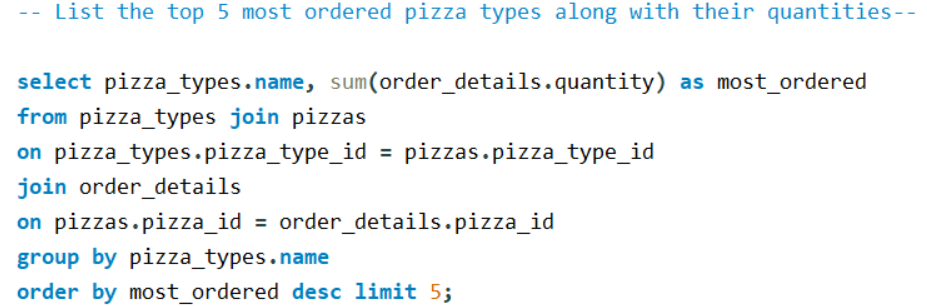 -- List the top 5 most ordered pizza types along with their quantities--
select pizza_types.name, sum(order_details.quantity) as most_ordered
from pizza_types join pizzas
on pizza_types.pizza_type_id = pizzas.pizza_type_id
join order_details
on pizzas.pizza_id = order_details.pizza_id
group by pizza_types.name
order by most_ordered desc limit 5;